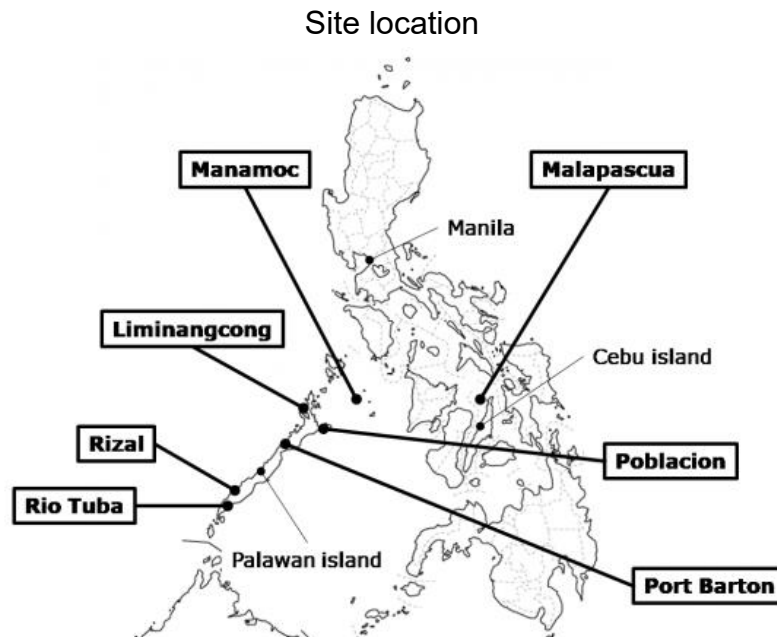 Site location
Manamoc
Malapascua
Manila
Liminangcong
Cebu island
Rizal
Poblacion
Rio Tuba
Palawan island
Port Barton